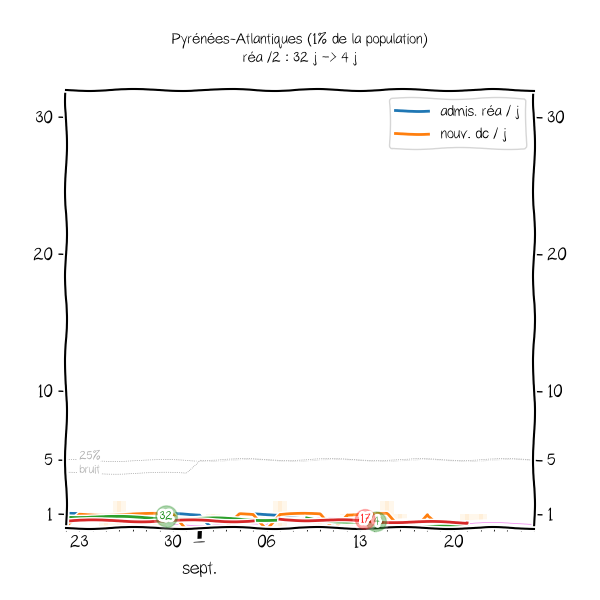 Pyrénées-Atlantiques (1% de la population)
réa /2 : 32 j -> 4 j
admis. réa / j
nouv. dc / j
30 30
20 20
10 10
5 5
25%
bruit
1 1
32 17 4
23 30 06 13 20
sept.